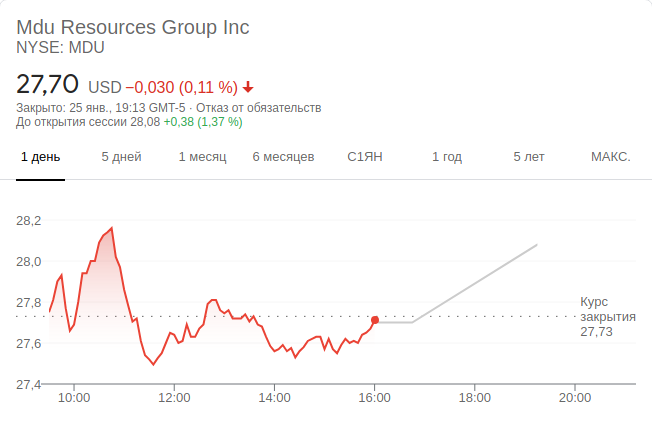 Mdu Resources Group Inc
NYSE: MDU
27,70 USD −0,030 (0,11 %)
Закрыто: 25 янв., 19:13 GMT-5 · Отказ от обязательств
До открытия сессии 28,08 +0,38 (1,37 %)
1 день 5 дней 1 месяц 6 месяцев С1ЯН 1 год 5 лет МАКС.
28,2
28,0
27,8
27,6
27,4
Курс
закрытия
27,73
10:00 12:00 14:00 16:00 18:00 20:00